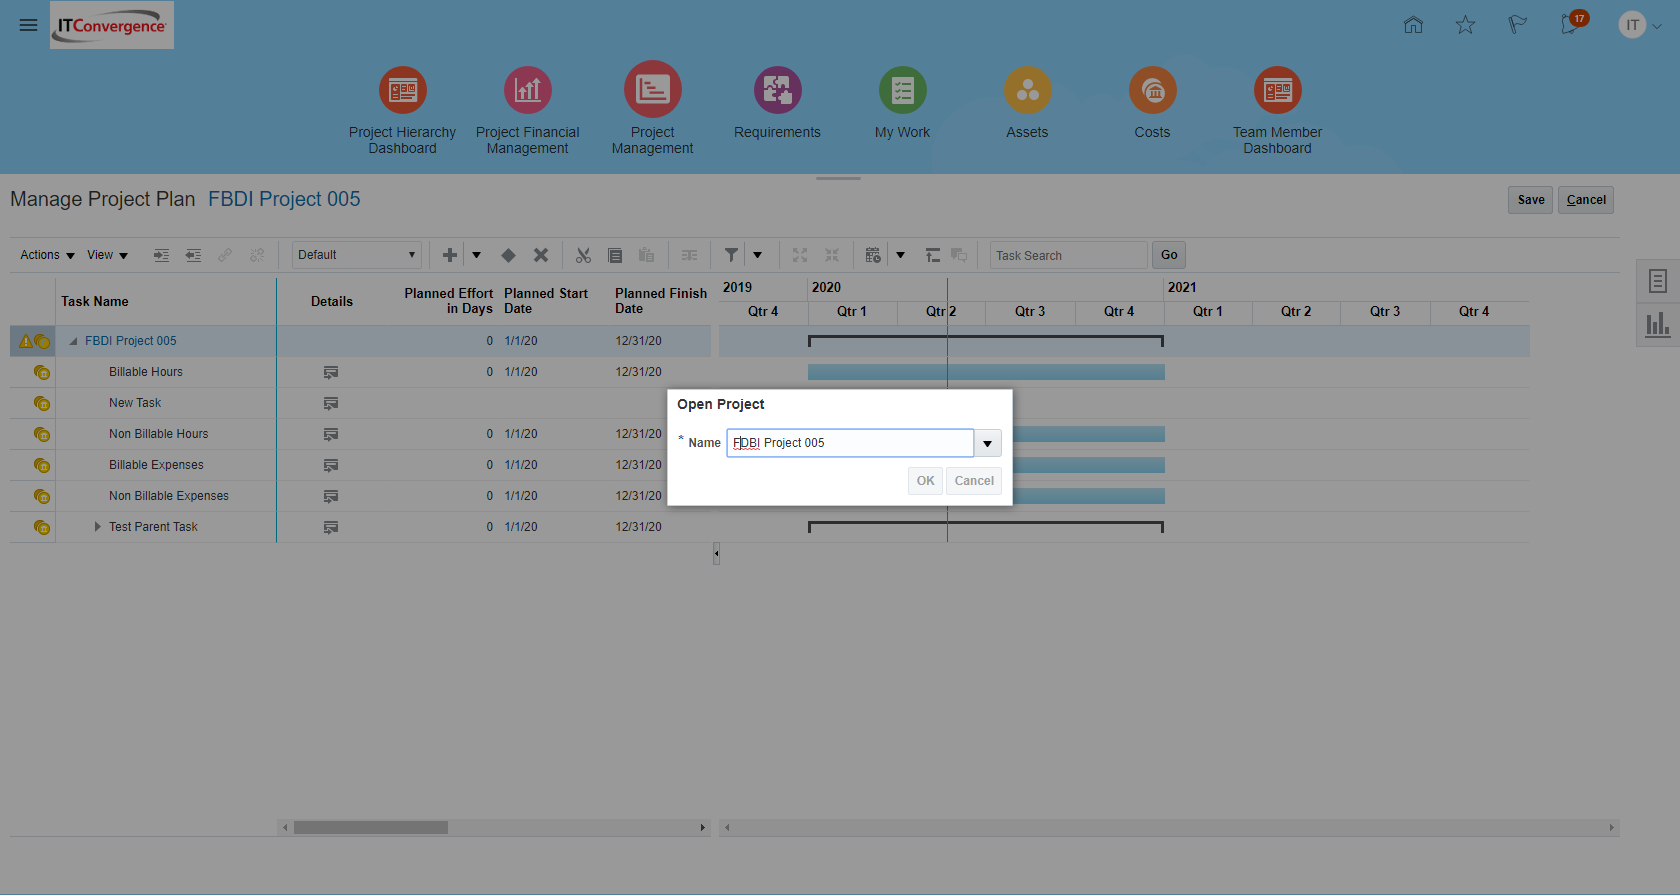 ITConvergence
17
IT
Project Hierarchy
Dashboard
Project Financial
Management
Project
Management
Requirements
My Work
Assets
Costs
Team Member
Dashboard
Manage Project Plan FBDI Project 005
Save
Cancel
Actions
View
Default
Task Search
Go
Task Name
Details
Planned Effort
in Days
Planned Start
Date
Planned Finish
Date
2019
2020
2021
Qtr 4
Qtr 1
Qtr 2
Qtr 3
Qtr 4
Qtr 1
Qtr 2
Qtr 3
Qtr 4
FBDI Project 005 0 1/1/20 12/31/20
Billable Hours 0 1/1/20 12/31/20
New Task
Non Billable Hours 0 1/1/20 12/31/20
Billable Expenses 0 1/1/20 12/31/20
Non Billable Expenses 0 1/1/20 12/31/20
Test Parent Task 0 1/1/20 12/31/20
Open Project
* Name FDBI Project 005
OK
Cancel